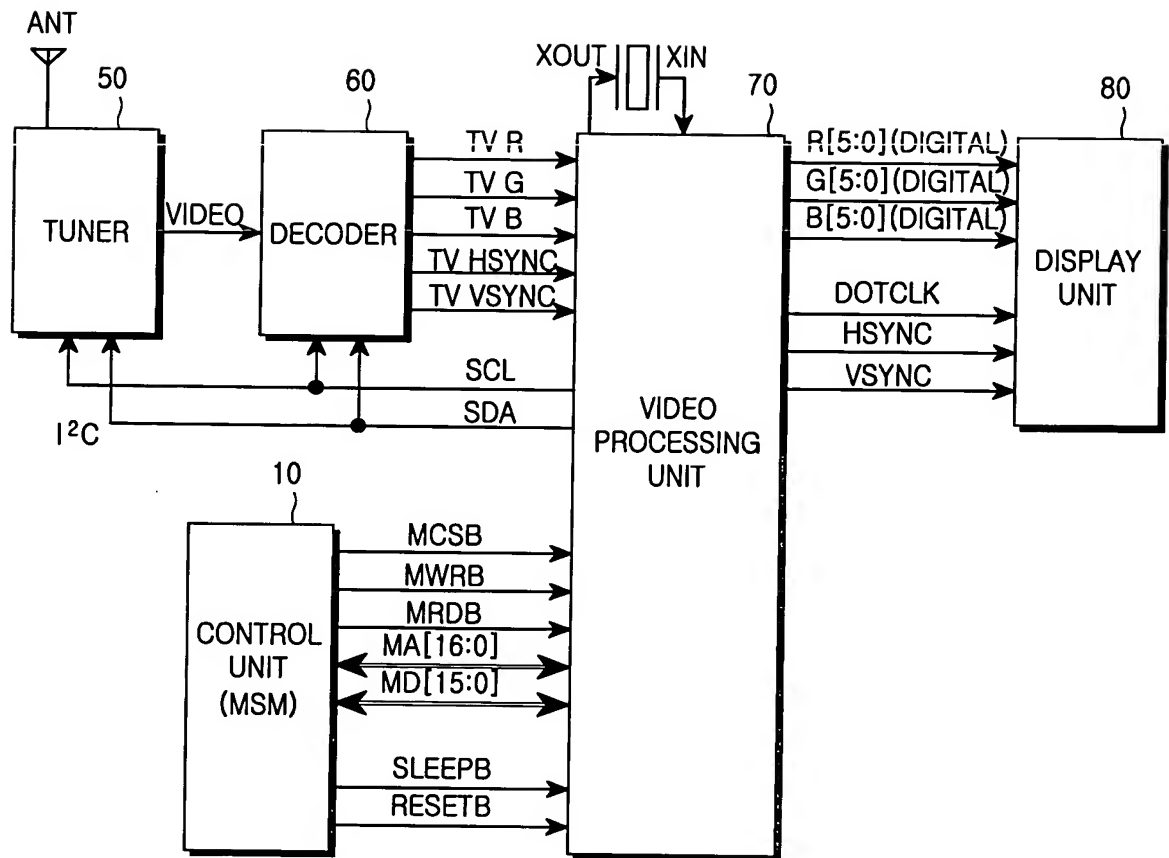 ANT
50
60
XOUT
XIN
70
80
TUNER
VIDEO
DECODER
TV R
TV G
TV B
TV HSYNC
TV VSYNC
R[5:0](DIGITAL)
G[5:0](DIGITAL)
B[5:0](DIGITAL)
DOTCLK
HSYNC
VSYNC
DISPLAY
UNIT
SCL
SDA
I²C
VIDEO
PROCESSING
UNIT
10
CONTROL
UNIT
(MSM)
MCSB
MWRB
MRDB
MA[16:0]
MD[15:0]
SLEEPB
RESETB